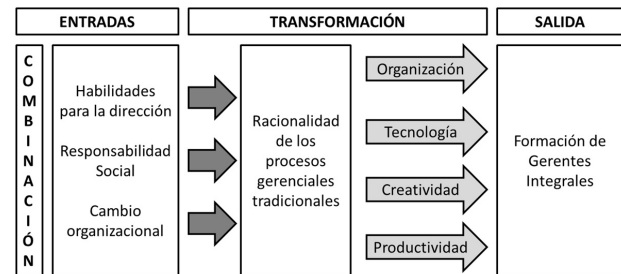 ENTRADAS
TRANSFORMACIÓN
SALIDA
COMBINACIÓN
Habilidades
para la dirección
Responsabilidad
Social
Cambio
organizacional
Racionalidad
de los
procesos
gerenciales
tradicionales
Organización
Tecnología
Creatividad
Productividad
Formación de
Gerentes
Integrales